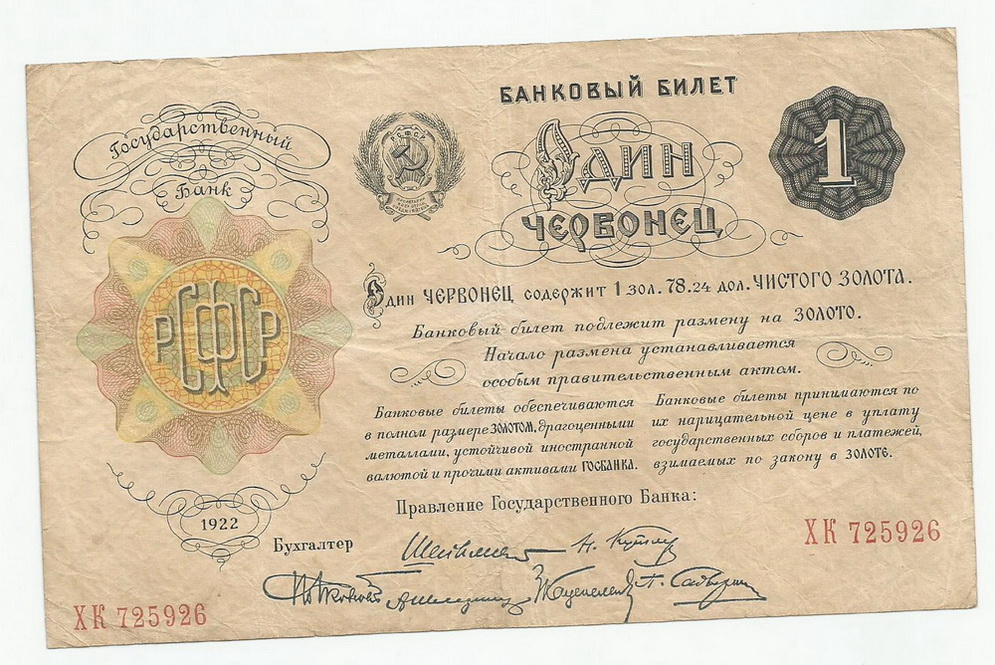 Государственный
Банк
РСФСР
1922
БАНКОВЫЙ БИЛЕТ
РСФСР
ОДИН
ЧЕРВОНЕЦ
1
Один ЧЕРВОНЕЦ содержит 1 зол. 78.24 дол. ЧИСТОГО ЗОЛОТА.
Банковый билет подлежит размену на ЗОЛОТО.
Начало размена устанавливается
особым правительственным актом.
Банковые билеты обеспечиваются
в полном размере ЗОЛОТОМ, драгоценными
металлами, устойчивой иностранной
валютой и прочими активами ГОСБАНКА.
Банковые билеты принимаются по
их нарицательной цене в уплату
государственных сборов и платежей,
взимаемых по закону в ЗОЛОТЕ.
Правление Государственного Банка:
Бухгалтер
ХК 725926
ХК 725926